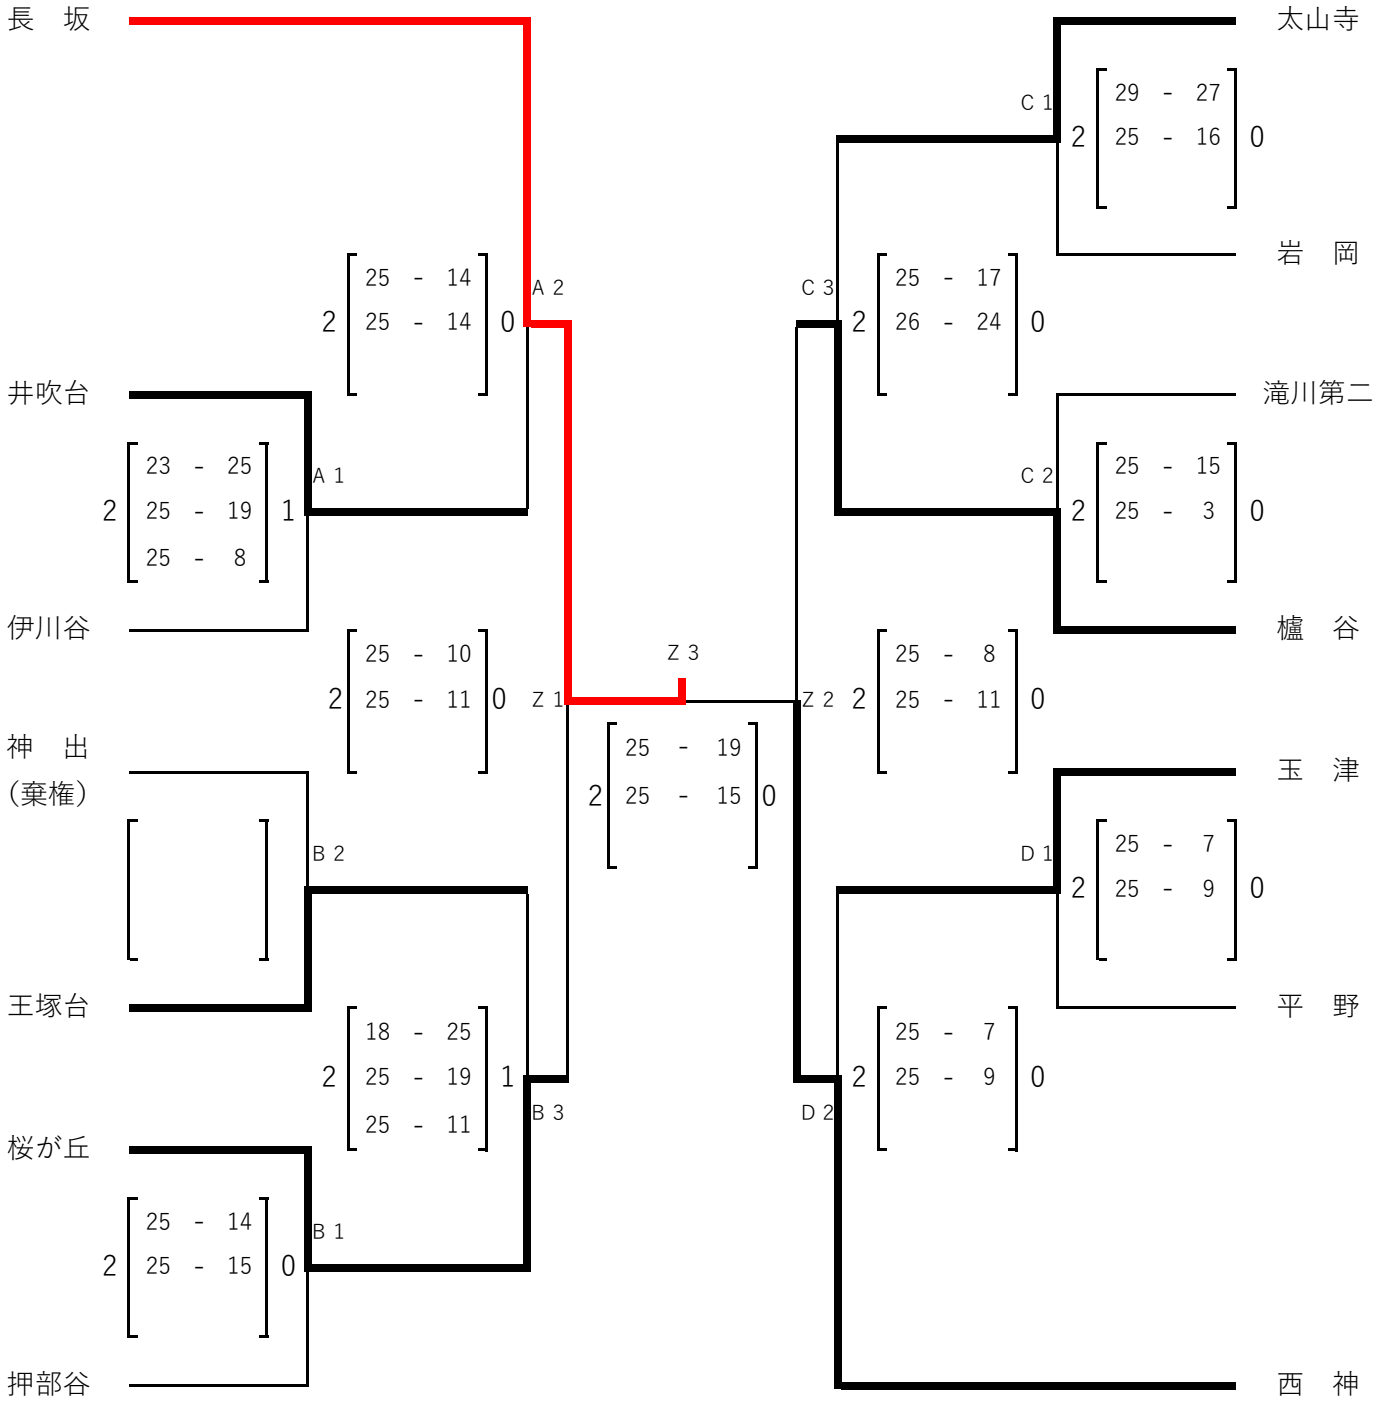 長　坂
太山寺
C 1
29 - 27
2 25 - 16 0
岩　岡
A 2
25 - 14
2 25 - 14 0
C 3
25 - 17
2 26 - 24 0
井吹台
滝川第二
A 1
23 - 25
2 25 - 19 1
25 - 8
C 2
25 - 15
2 25 - 3 0
伊川谷
櫨　谷
Z 1
25 - 10
2 25 - 11 0
Z 3
Z 2
25 - 8
2 25 - 11 0
25 - 19
2 25 - 15 0
神　出
（棄権）
玉　津
B 2
D 1
25 - 7
2 25 - 9 0
王塚台
平　野
18 - 25
2 25 - 19 1
25 - 11
B 3
25 - 7
2 25 - 9 0
D 2
桜が丘
B 1
25 - 14
2 25 - 15 0
押部谷
西　神